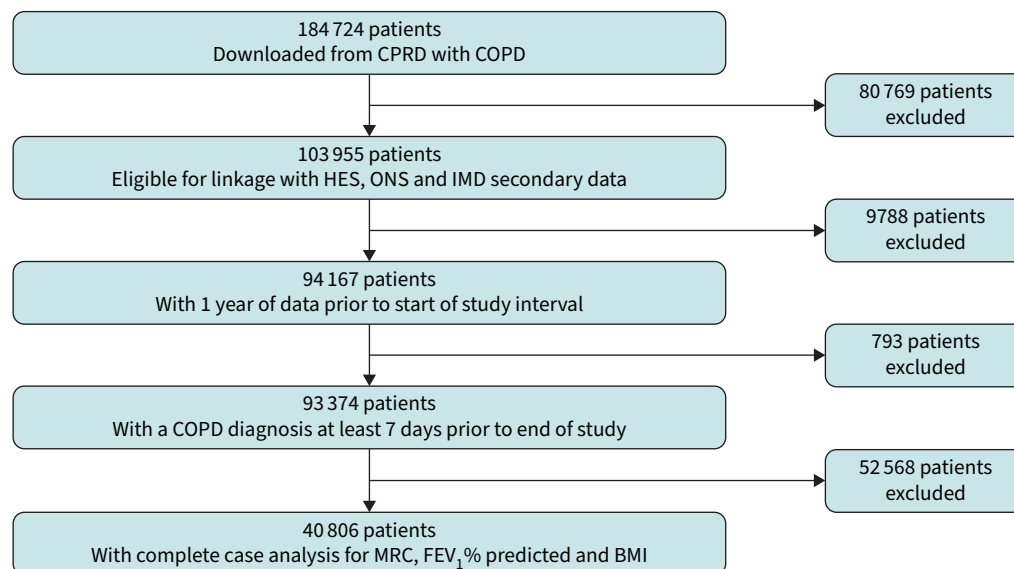 184 724 patients
Downloaded from CPRD with COPD
80 769 patients
excluded
103 955 patients
Eligible for linkage with HES, ONS and IMD secondary data
9788 patients
excluded
94 167 patients
With 1 year of data prior to start of study interval
793 patients
excluded
93 374 patients
With a COPD diagnosis at least 7 days prior to end of study
52 568 patients
excluded
40 806 patients
With complete case analysis for MRC, FEV₁% predicted and BMI